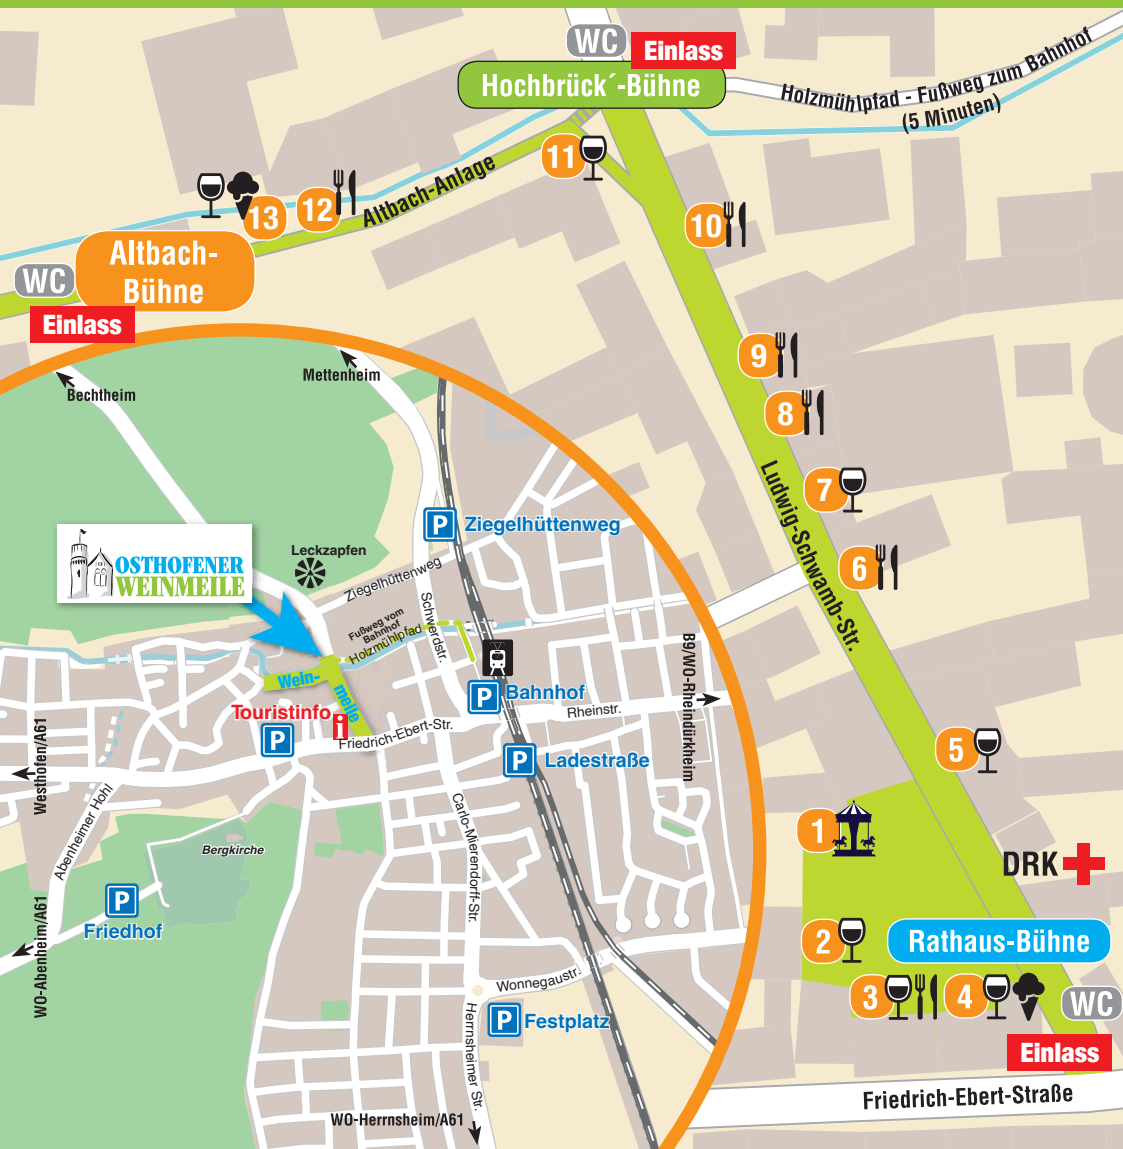 WC
Einlass
Hochbrück´-Bühne
Holzmühlpfad - Fußweg zum Bahnhof
(5 Minuten)
11
Altbach-Anlage
12
13
10
Altbach-
Bühne
WC
Einlass
9
8
7
6
Ludwig-Schwamb-Str.
5
1
DRK
2
Rathaus-Bühne
3
4
WC
Einlass
Friedrich-Ebert-Straße
Bechtheim
Mettenheim
P Ziegelhüttenweg
OSTHOFENER
WEINMEILE
Leckzapfen
Ziegelhüttenweg
Schwerdstr.
Fußweg vom
Bahnhof
Holzmühlpfad
Wein-
meile
P Bahnhof
Rheinstr.
B9/WO-Rheindürkheim
Touristinfo
i
P
Friedrich-Ebert-Str.
P Ladestraße
Westhofen/A61
Abenheimer Hohl
Carlo-Mierendorff-Str.
Bergkirche
P
Friedhof
WO-Abenheim/A61
Wonnegaustr.
P Festplatz
Herrnsheimer Str.
WO-Herrnsheim/A61